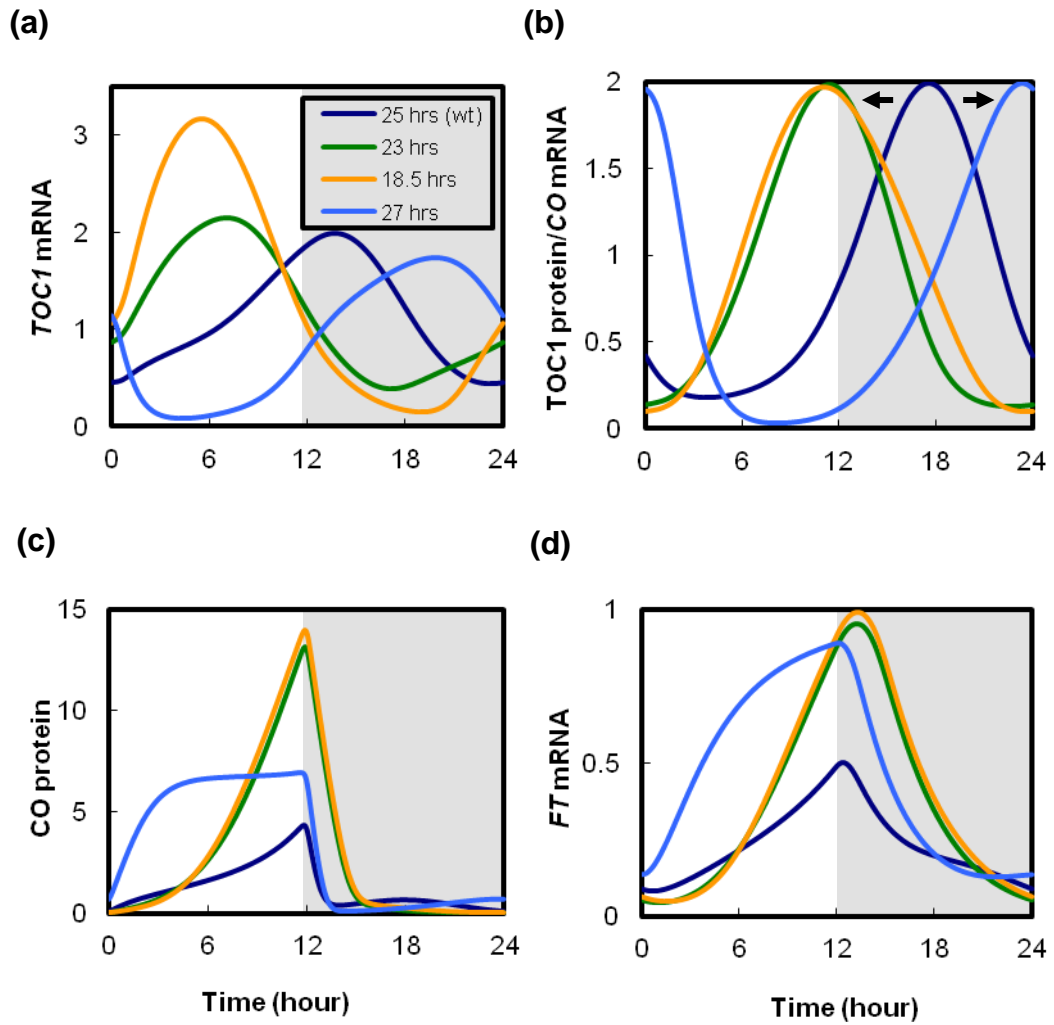 (a)
TOC1 mRNA
3
2
1
0
25 hrs (wt)
23 hrs
18.5 hrs
27 hrs
0 6 12 18 24
(b)
TOC1 protein/CO mRNA
2
1.5
1
0.5
0
0 6 12 18 24
(c)
CO protein
15
10
5
0
0 6 12 18 24
Time (hour)
(d)
FT mRNA
1
0.5
0
0 6 12 18 24
Time (hour)